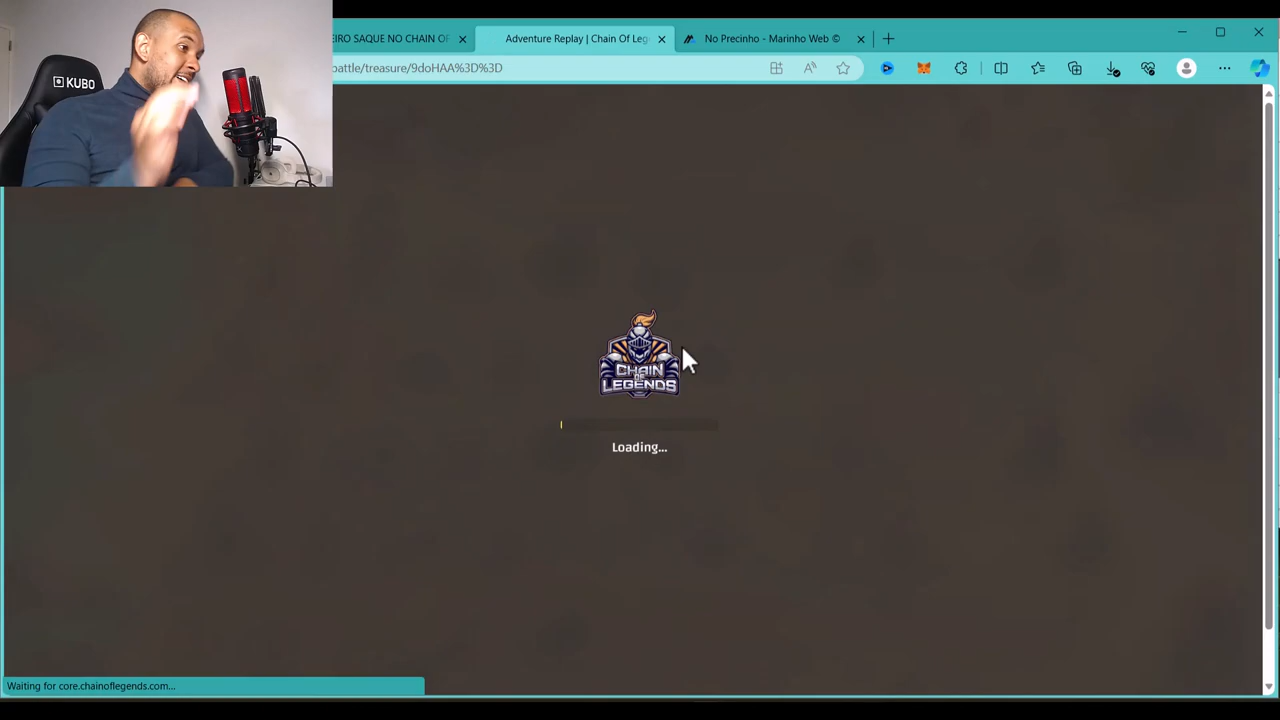 KUBO
EIRO SAQUE NO CHAIN OF
Adventure Replay | Chain Of Leg
No Precinho - Marinho Web ©
battle/treasure/9doHAA%3D%3D
CHAIN
OF
LEGENDS
Loading...
Waiting for core.chainoflegends.com...